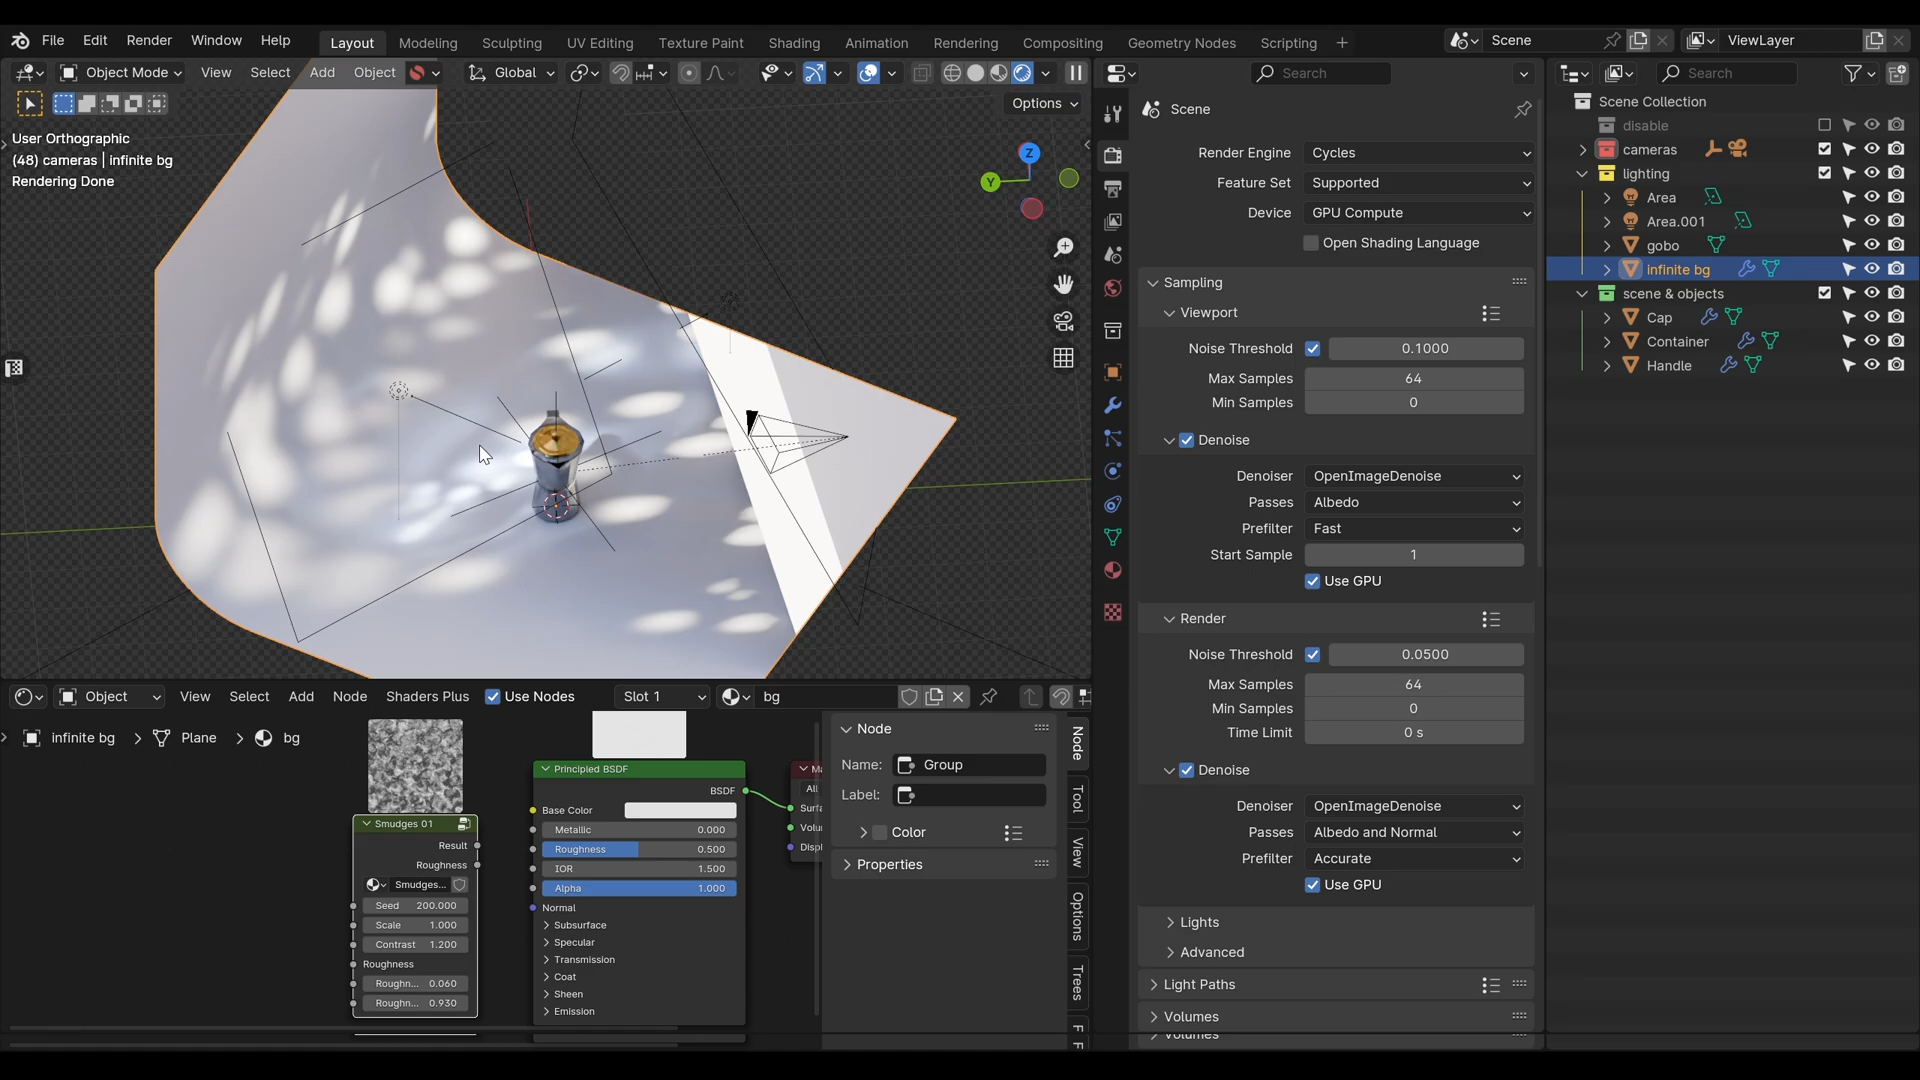 File Edit Render Window Help Layout Modeling Sculpting UV Editing Texture Paint Shading Animation Rendering Compositing Geometry Nodes Scripting + Scene ViewLayer
Object Mode View Select Add Object Global Search Search
Options
User Orthographic
(48) cameras | infinite bg
Rendering Done
Z
Y
Scene
Render Engine Cycles
Feature Set Supported
Device GPU Compute
Open Shading Language
Sampling
Viewport
Noise Threshold 0.1000
Max Samples 64
Min Samples 0
Denoise
Denoiser OpenImageDenoise
Passes Albedo
Prefilter Fast
Start Sample 1
Use GPU
Render
Noise Threshold 0.0500
Max Samples 64
Min Samples 0
Time Limit 0 s
Denoise
Denoiser OpenImageDenoise
Passes Albedo and Normal
Prefilter Accurate
Use GPU
Lights
Advanced
Light Paths
Volumes
Volumes
Scene Collection
disable
cameras
lighting
Area
Area.001
gobo
infinite bg
scene & objects
Cap
Container
Handle
Object View Select Add Node Shaders Plus Use Nodes Slot 1 bg
infinite bg > Plane > bg
Smudges 01
Result
Roughness
Smudges...
Seed 200.000
Scale 1.000
Contrast 1.200
Roughness
Roughn... 0.060
Roughn... 0.930
Principled BSDF
BSDF
Base Color
Metallic 0.000
Roughness 0.500
IOR 1.500
Alpha 1.000
Normal
Subsurface
Specular
Transmission
Coat
Sheen
Emission
Ma
All
Surfa
Volu
Displ
Node
Name: Group
Label:
Color
Properties
Node
Tool
View
Options
Trees